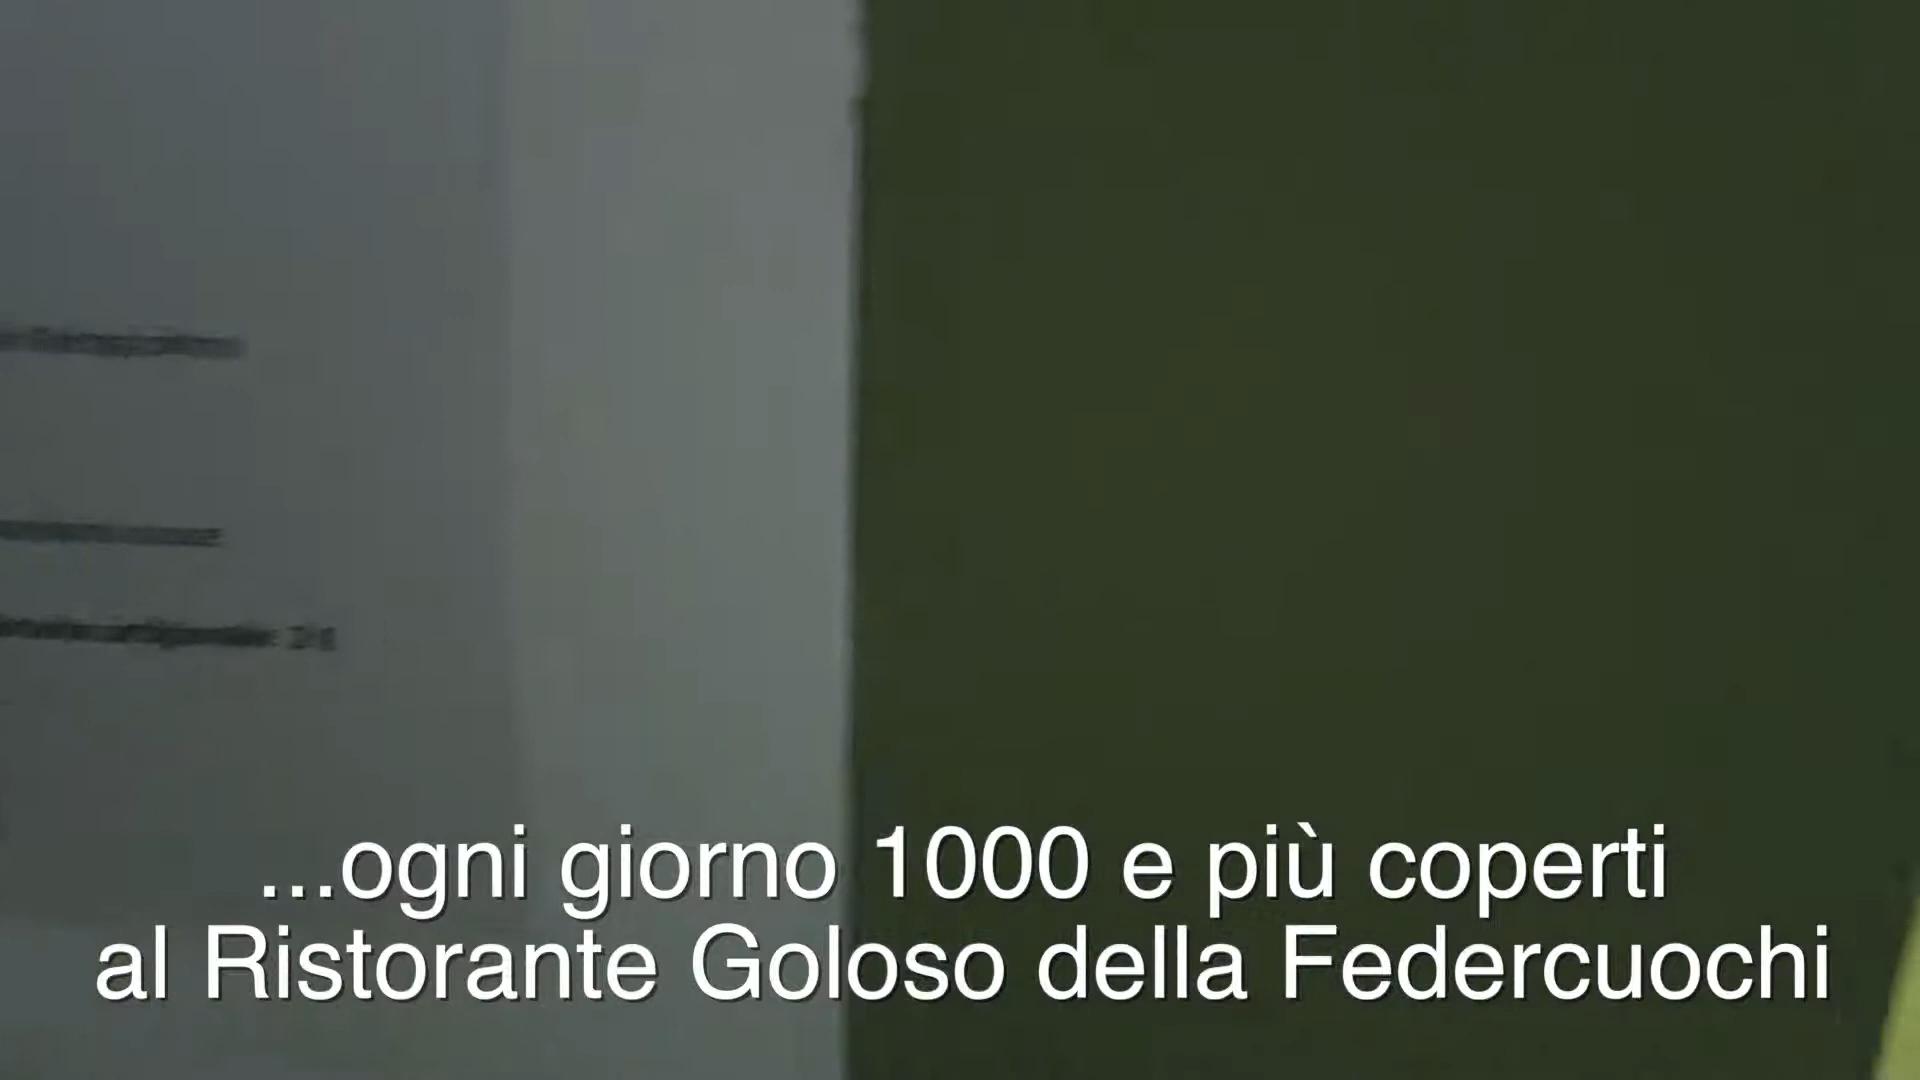 ...ogni giorno 1000 e più coperti
al Ristorante Goloso della Federcuochi